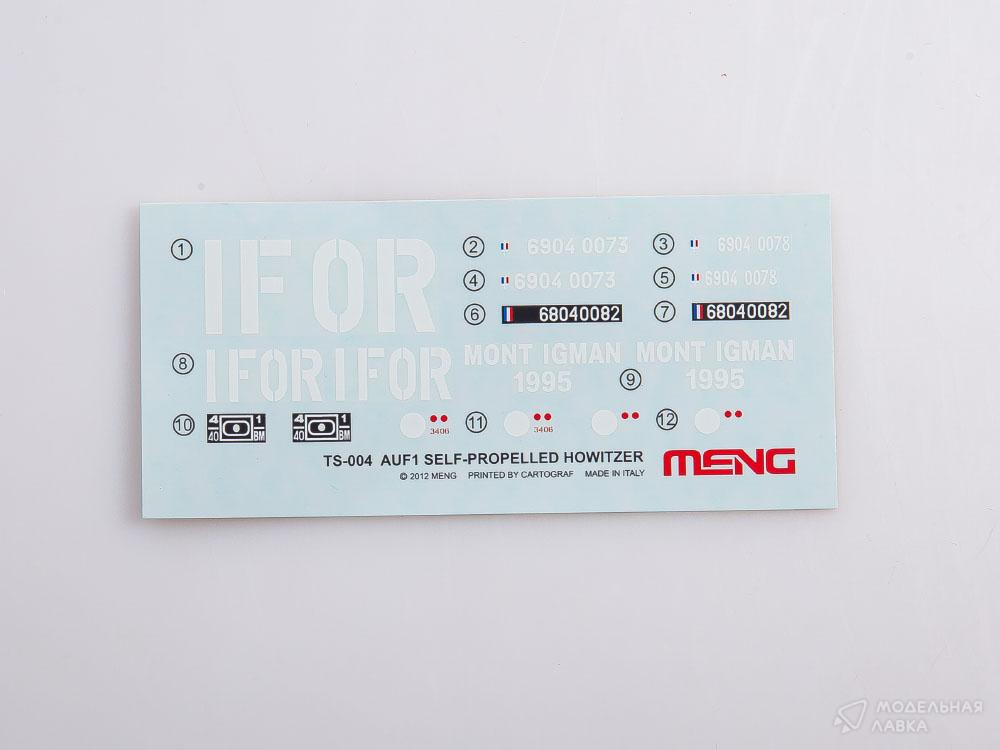 ① IFOR ② 6904 0073 ③ 6904 0078
④ 6904 0073 ⑤ 6904 0078
⑥ 68040082 ⑦ 68040082
⑧ IFOR IFOR MONT IGMAN MONT IGMAN
1995 ⑨ 1995
⑩ 4 1 4 1 ⑪ ⑫
40 BM 40 BM 3406 3406
TS-004 AUF1 SELF-PROPELLED HOWITZER MENG
© 2012 MENG PRINTED BY CARTOGRAF MADE IN ITALY
МОДЕЛЬНАЯ
ЛАВКА